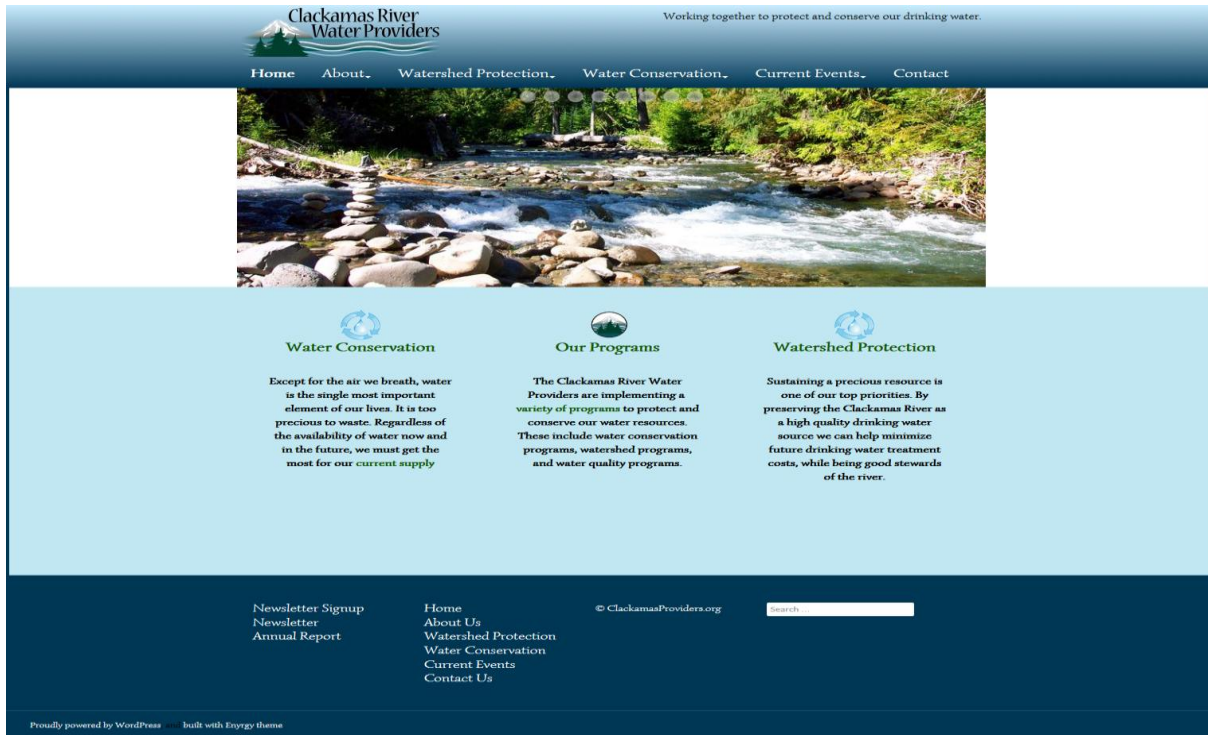 Clackamas River
Water Providers
Working together to protect and conserve our drinking water.
Home About Watershed Protection Water Conservation Current Events Contact
Water Conservation
Except for the air we breath, water
is the single most important
element of our lives. It is too
precious to waste. Regardless of
the availability of water now and
in the future, we must get the
most for our current supply
Our Programs
The Clackamas River Water
Providers are implementing a
variety of programs to protect and
conserve our water resources.
These include water conservation
programs, watershed programs,
and water quality programs.
Watershed Protection
Sustaining a precious resource is
one of our top priorities. By
preserving the Clackamas River as
a high quality drinking water
source we can help minimize
future drinking water treatment
costs, while being good stewards
of the river.
Newsletter Signup
Newsletter
Annual Report
Home
About Us
Watershed Protection
Water Conservation
Current Events
Contact Us
© ClackamasProviders.org
Search ...
Proudly powered by WordPress and built with Enyrgy theme